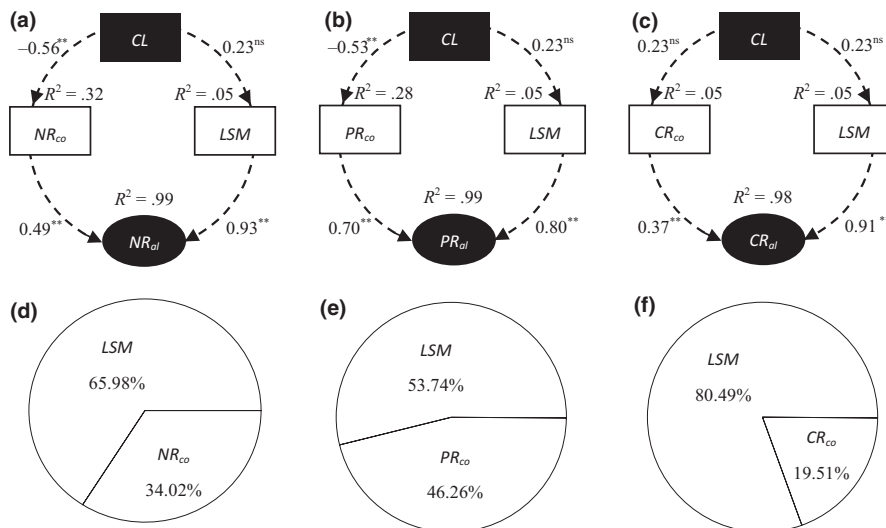 (a) CL
–0.56** 0.23ns
R² = .32 R² = .05
NRco LSM
R² = .99
0.49** 0.93**
NRal
(b) CL
–0.53** 0.23ns
R² = .28 R² = .05
PRco LSM
R² = .99
0.70** 0.80**
PRal
(c) CL
0.23ns 0.23ns
R² = .05 R² = .05
CRco LSM
R² = .98
0.37** 0.91**
CRal
(d)
LSM
65.98%
NRco
34.02%
(e)
LSM
53.74%
PRco
46.26%
(f)
LSM
80.49%
CRco
19.51%